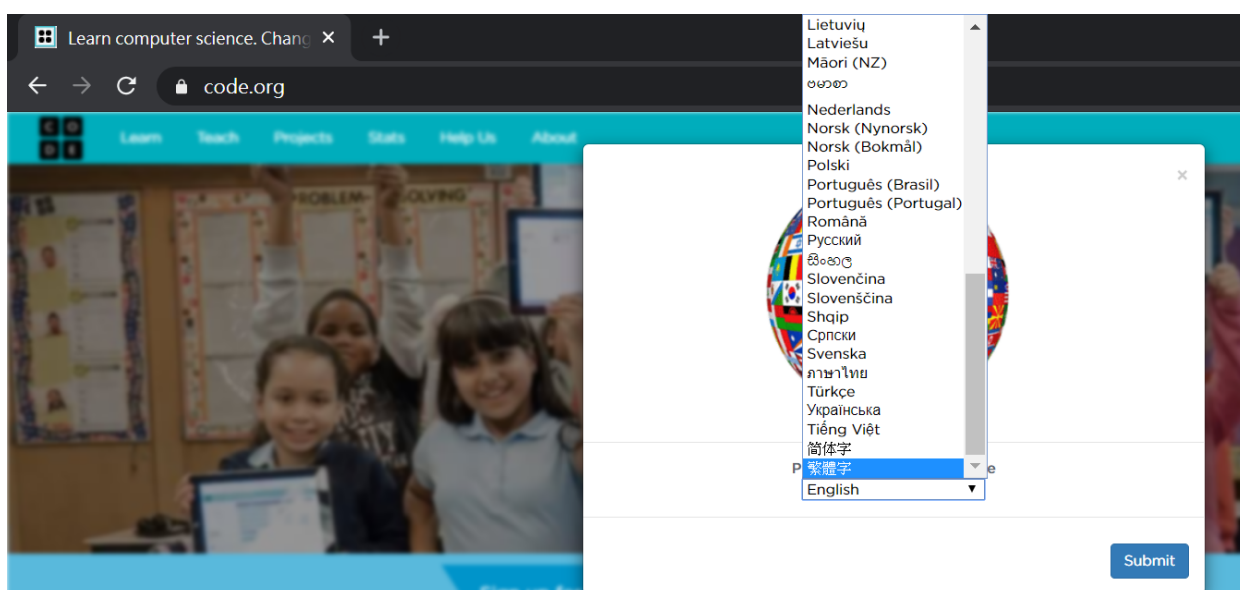 Learn computer science. Chang
code.org
C O
D E
Learn Teach Projects Stats Help Us About
PROBLEM-SOLVING
×
Lietuvių
Latviešu
Māori (NZ)
ဗမာစာ
Nederlands
Norsk (Nynorsk)
Norsk (Bokmål)
Polski
Português (Brasil)
Português (Portugal)
Română
Русский
සිංහල
Slovenčina
Slovenščina
Shqip
Српски
Svenska
ภาษาไทย
Türkçe
Українська
Tiếng Việt
简体字
繁體字
English
Submit